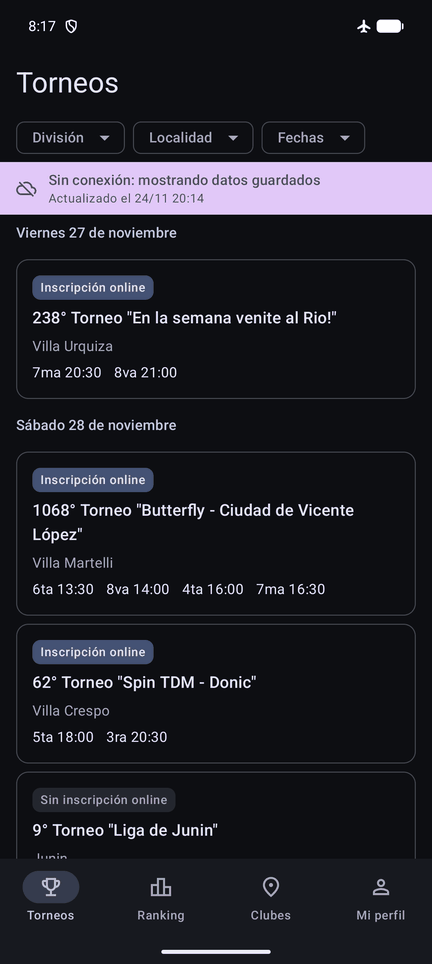 8:17
Torneos
División
Localidad
Fechas
Sin conexión: mostrando datos guardados
Actualizado el 24/11 20:14
Viernes 27 de noviembre
Inscripción online
238° Torneo "En la semana venite al Rio!"
Villa Urquiza
7ma 20:30 8va 21:00
Sábado 28 de noviembre
Inscripción online
1068° Torneo "Butterfly - Ciudad de Vicente
López"
Villa Martelli
6ta 13:30 8va 14:00 4ta 16:00 7ma 16:30
Inscripción online
62° Torneo "Spin TDM - Donic"
Villa Crespo
5ta 18:00 3ra 20:30
Sin inscripción online
9° Torneo "Liga de Junin"
Junin
Torneos
Ranking
Clubes
Mi perfil